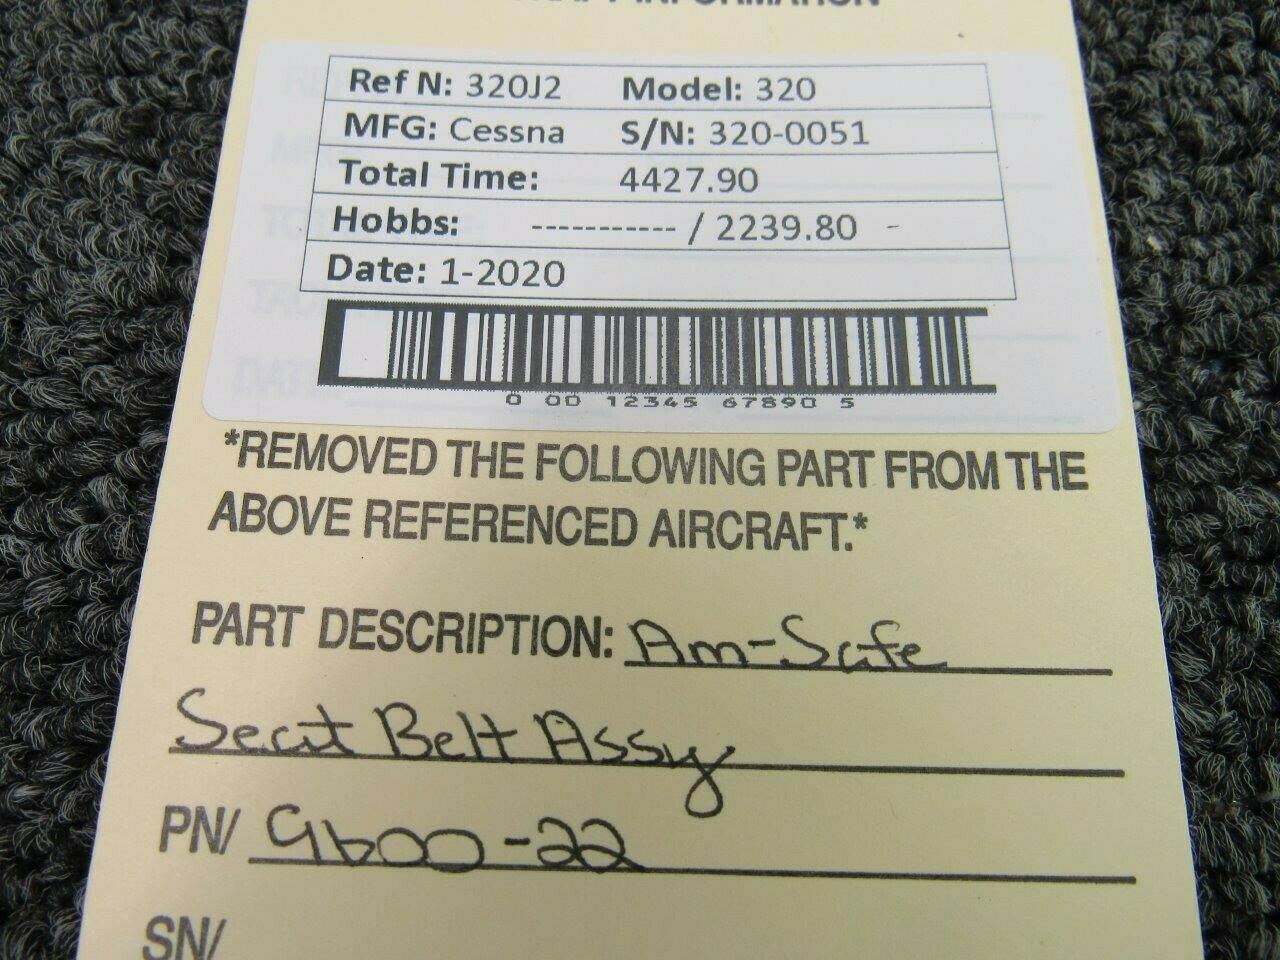 INFORMATION
Ref N: 320J2 Model: 320
MFG: Cessna S/N: 320-0051
Total Time: 4427.90
Hobbs: ----------- / 2239.80 -
Date: 1-2020
0 00 12345 67890 5
*REMOVED THE FOLLOWING PART FROM THE
ABOVE REFERENCED AIRCRAFT.*
PART DESCRIPTION: Am-Safe
Seat Belt Assy
PN/ 9600-22
SN/